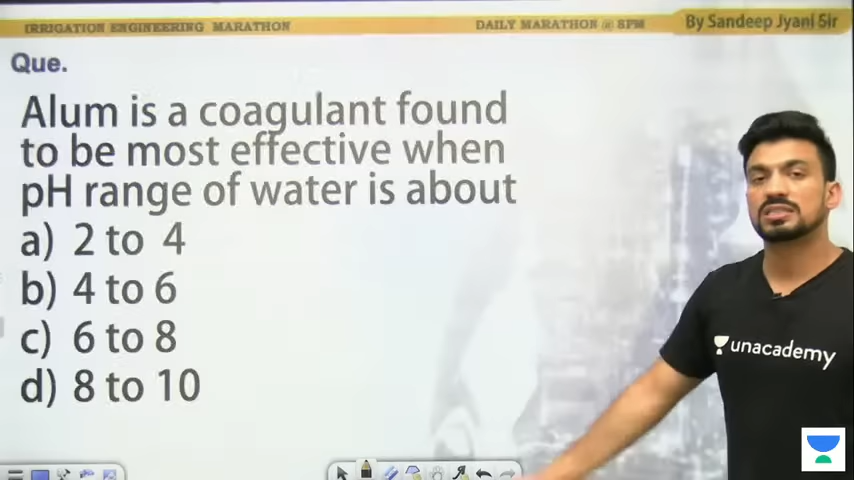 IRRIGATION ENGINEERING MARATHON
DAILY MARATHON @ 8PM
By Sandeep Jyani Sir
Que.
Alum is a coagulant found
to be most effective when
pH range of water is about
a) 2 to 4
b) 4 to 6
c) 6 to 8
d) 8 to 10
unacademy